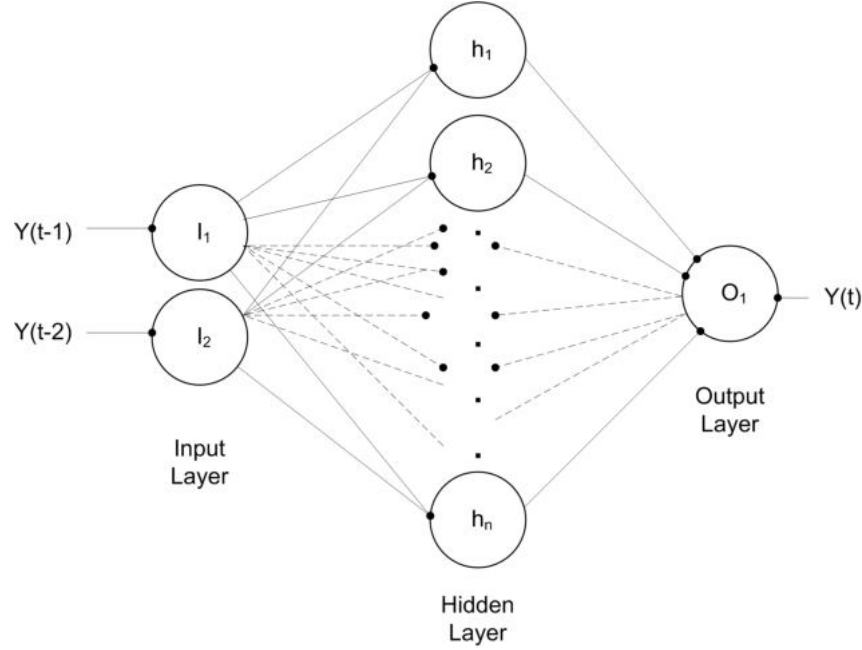 h₁
h₂
Y(t-1)
I₁
O₁
Y(t)
Y(t-2)
I₂
Output
Layer
Input
Layer
hₙ
Hidden
Layer